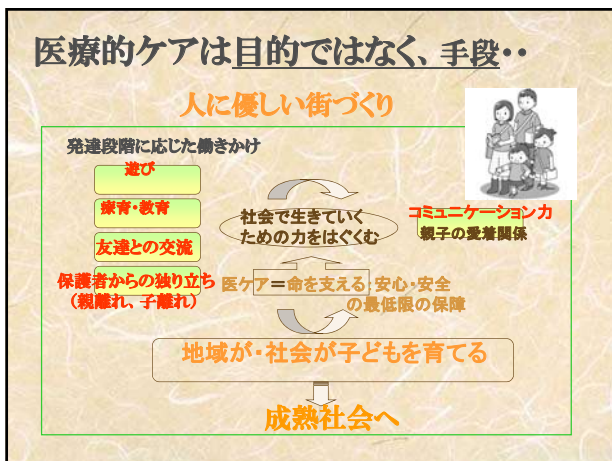 医療的ケアは目的ではなく、手段・・
人に優しい街づくり
発達段階に応じた働きかけ
遊び
療育・教育
友達との交流
保護者からの独り立ち
（親離れ、子離れ）
社会で生きていく
ための力をはぐくむ
コミュニケーション力
親子の愛着関係
医ケア＝命を支える・安心・安全
の最低限の保障
地域が・社会が子どもを育てる
成熟社会へ